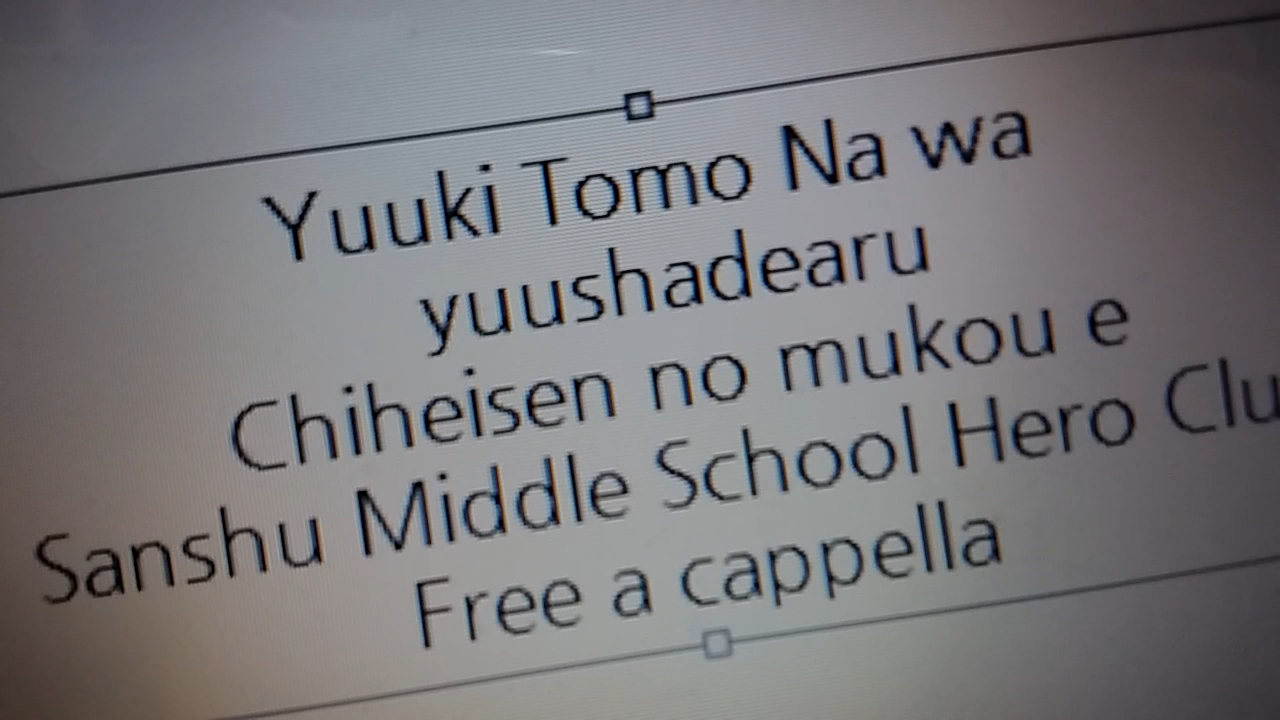 Yuuki Tomo Na wa
yuushadearu
Chiheisen no mukou e
Sanshu Middle School Hero Clu
Free a cappella